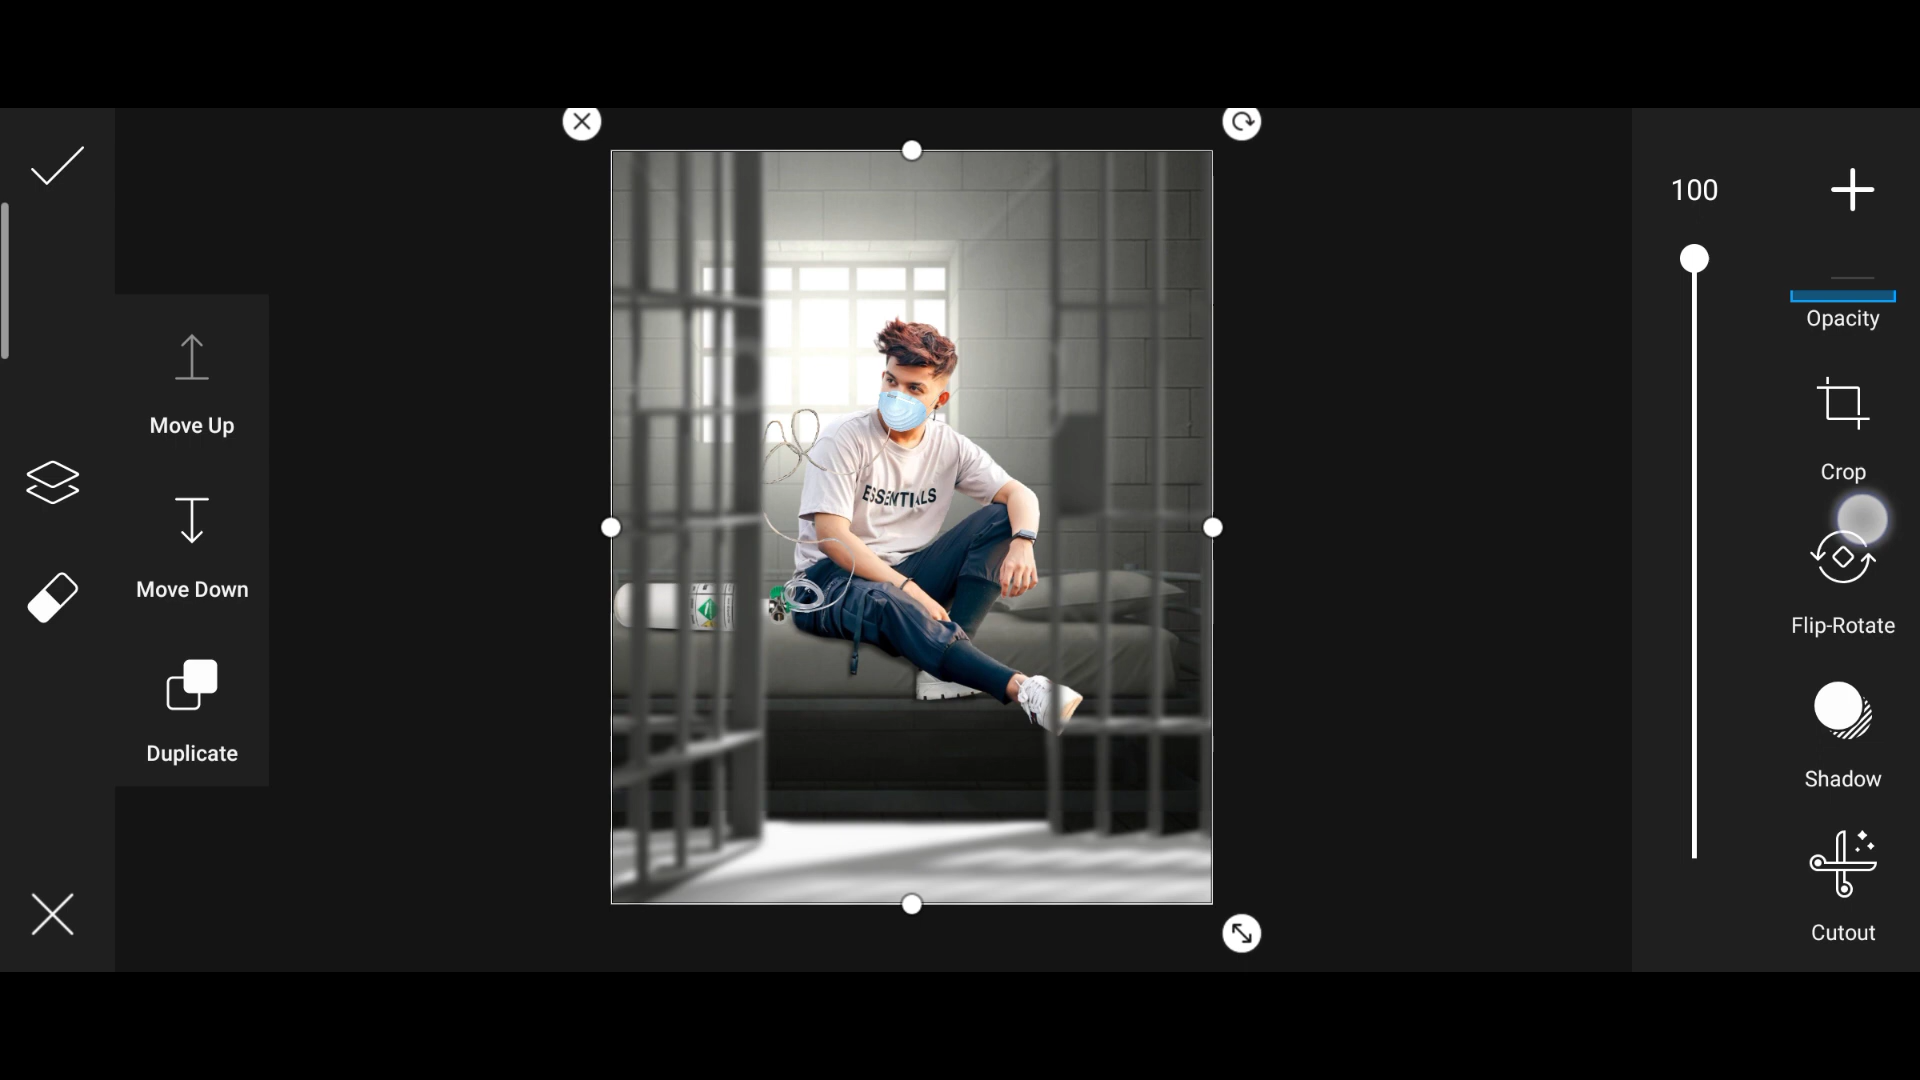 100
Opacity
Move Up
Crop
ESSENTIALS
Move Down
Flip-Rotate
Duplicate
Shadow
Cutout